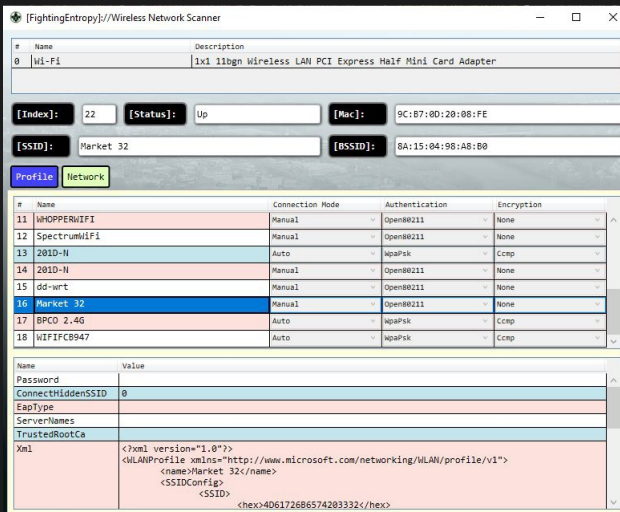 [FightingEntropy]://Wireless Network Scanner
# Name Description
0 Wi-Fi 1x1 11bgn Wireless LAN PCI Express Half Mini Card Adapter
[Index]: 22 [Status]: Up [Mac]: 9C:B7:0D:20:08:FE
[SSID]: Market 32 [BSSID]: 8A:15:04:98:A8:B0
Profile Network
# Name Connection Mode Authentication Encryption
11 WHOPPERWIFI Manual Open80211 None
12 SpectrumWiFi Manual Open80211 None
13 201D-N Auto WpaPsk Ccmp
14 201D-N Manual Open80211 None
15 dd-wrt Manual Open80211 None
16 Market 32 Manual Open80211 None
17 BPCO 2.4G Auto WpaPsk Ccmp
18 WIFIFCB947 Auto WpaPsk Ccmp
Name Value
Password
ConnectHiddenSSID 0
EapType
ServerNames
TrustedRootCa
Xml <?xml version="1.0"?>
<WLANProfile xmlns="http://www.microsoft.com/networking/WLAN/profile/v1">
<name>Market 32</name>
<SSIDConfig>
<SSID>
<hex>4D61726B6574203332</hex>